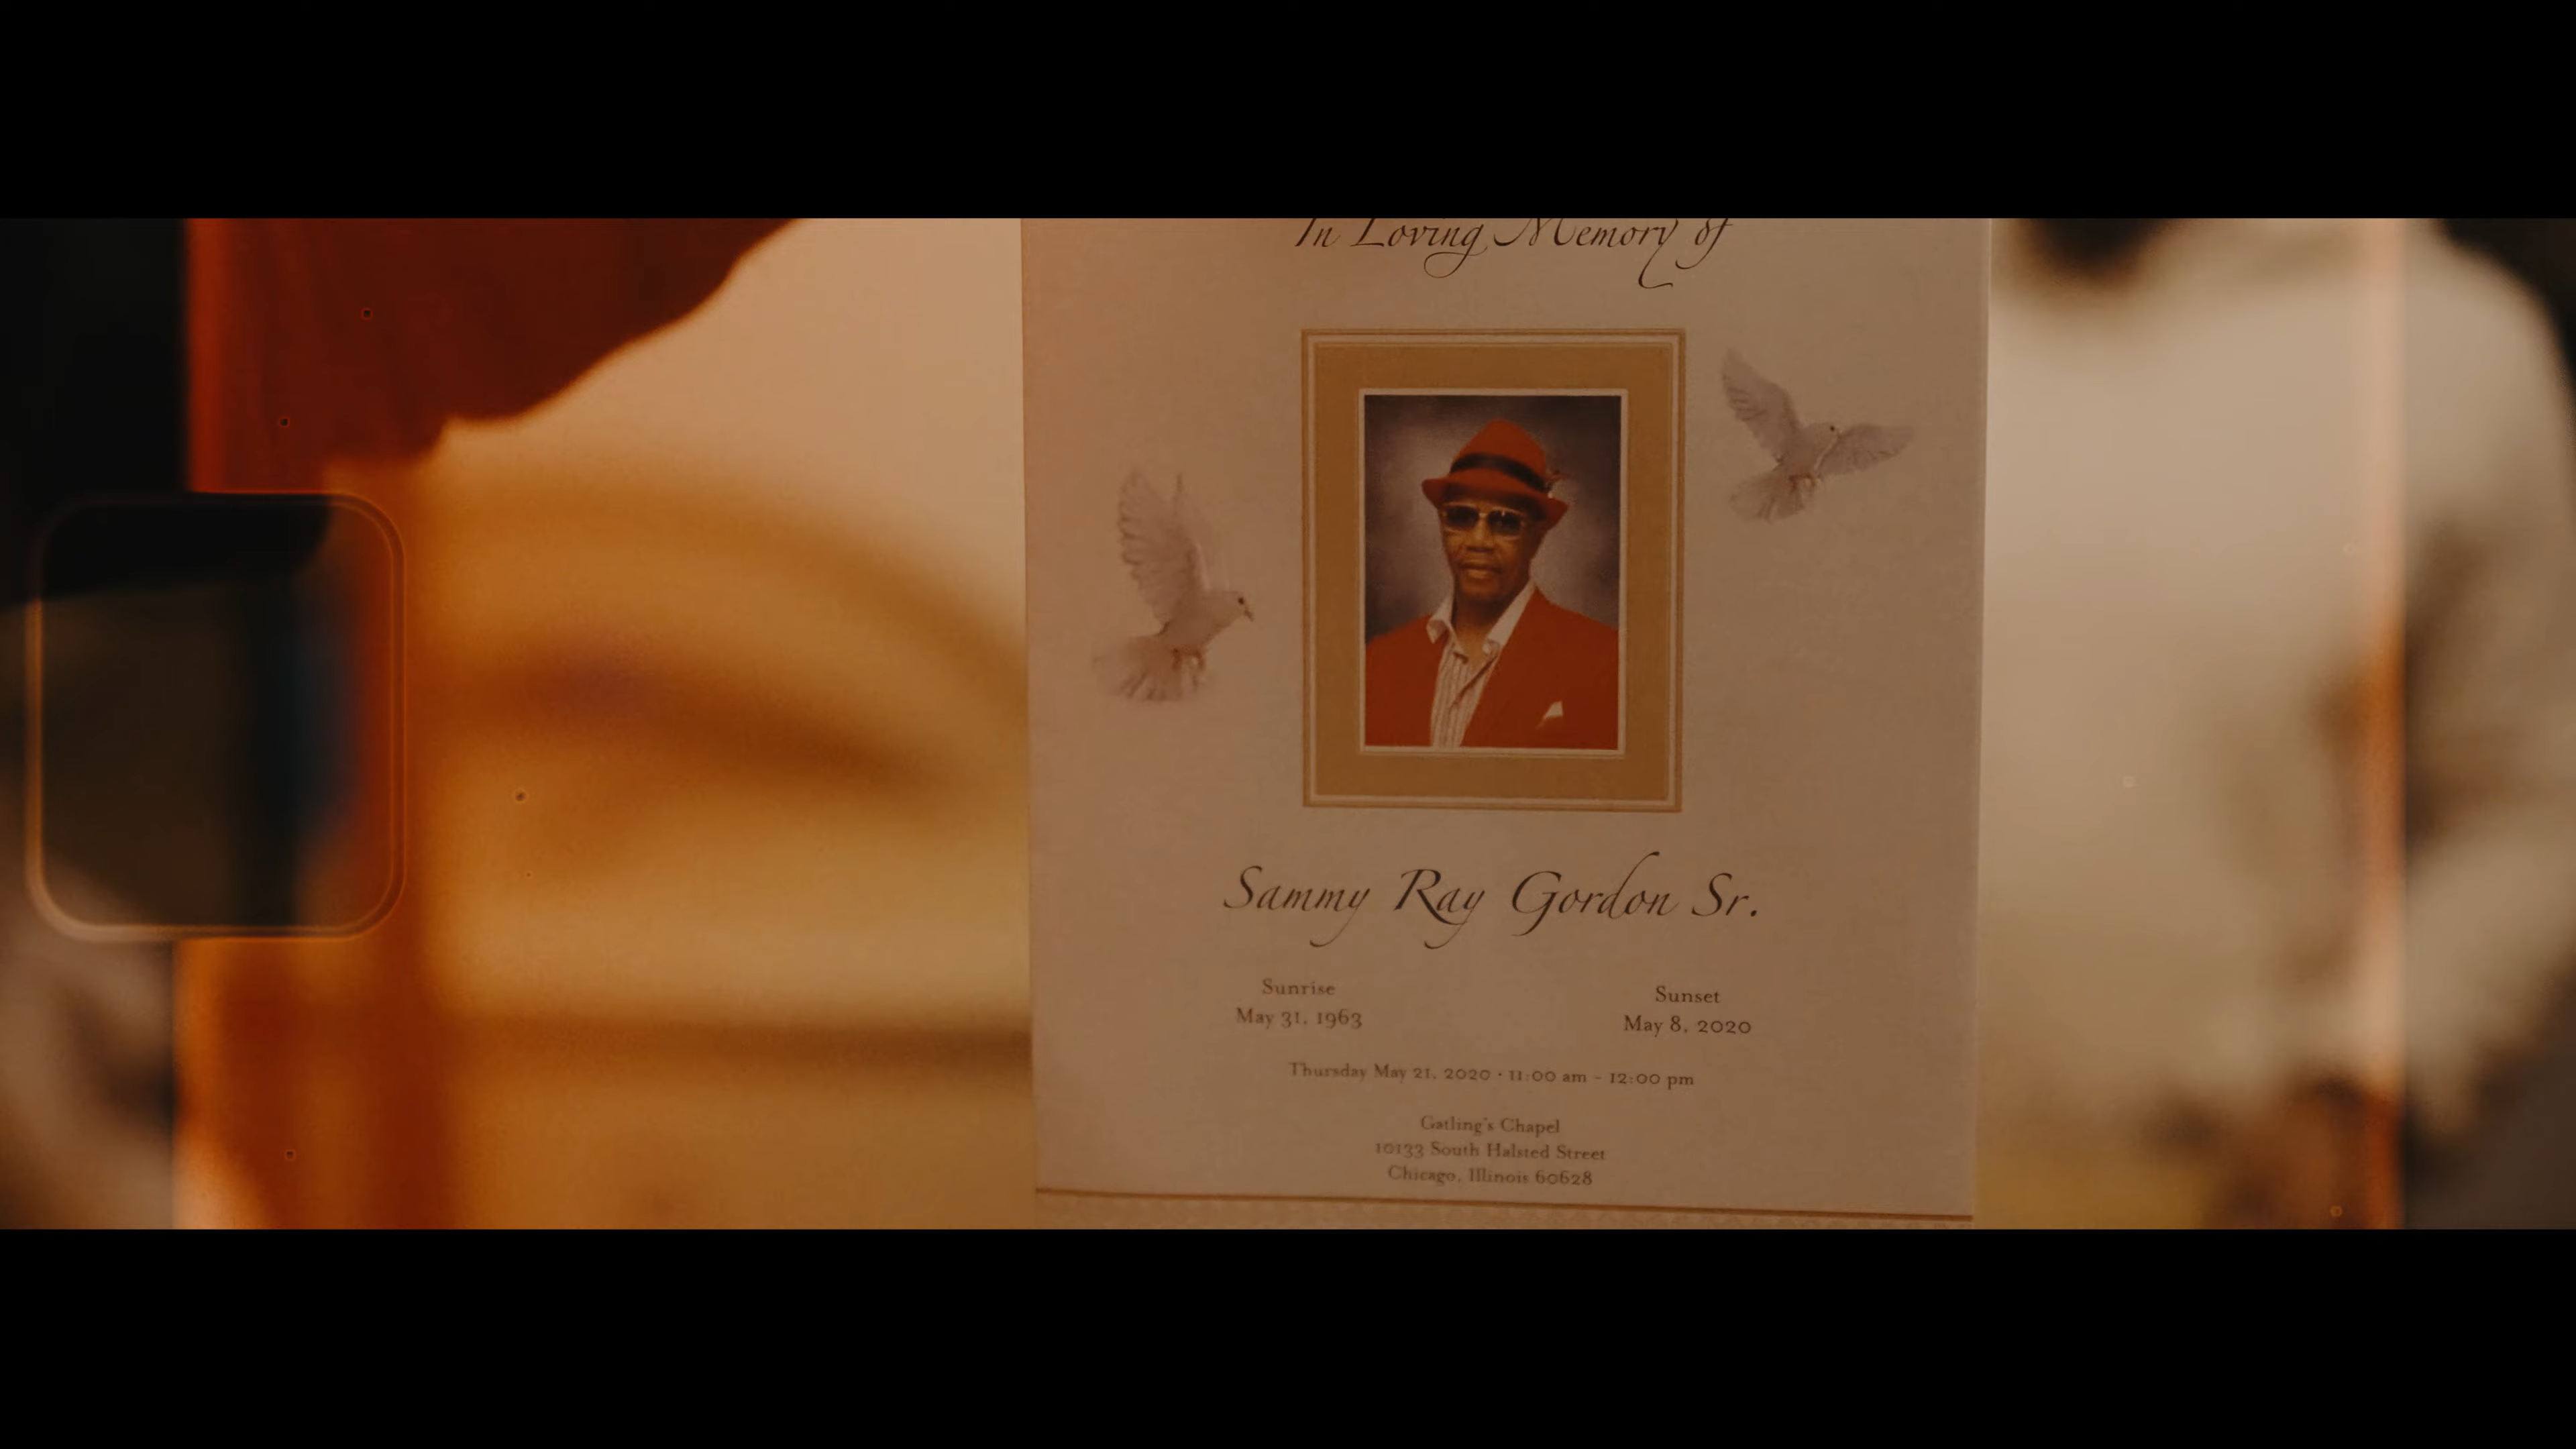 In Loving Memory of
Sammy Ray Gordon Sr.
Sunrise
May 31, 1963
Sunset
May 8, 2020
Thursday May 21, 2020 • 11:00 am - 12:00 pm
Gatling's Chapel
10133 South Halsted Street
Chicago, Illinois 60628